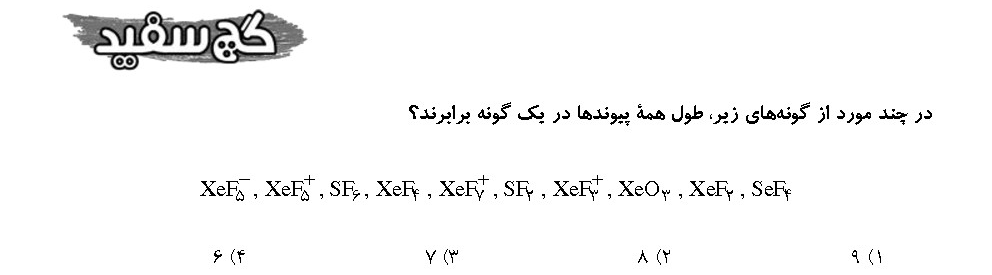 گچ سفید
در چند مورد از گونه‌های زیر، طول همهٔ پیوندها در یک گونه برابرند؟
XeF₅⁻ , XeF₅⁺ , SF₆ , XeF₄ , XeF₇⁺ , SF₂ , XeF₃⁺ , XeO₃ , XeF₂ , SeF₄
۱) ۹ ۲) ۸ ۳) ۷ ۴) ۶